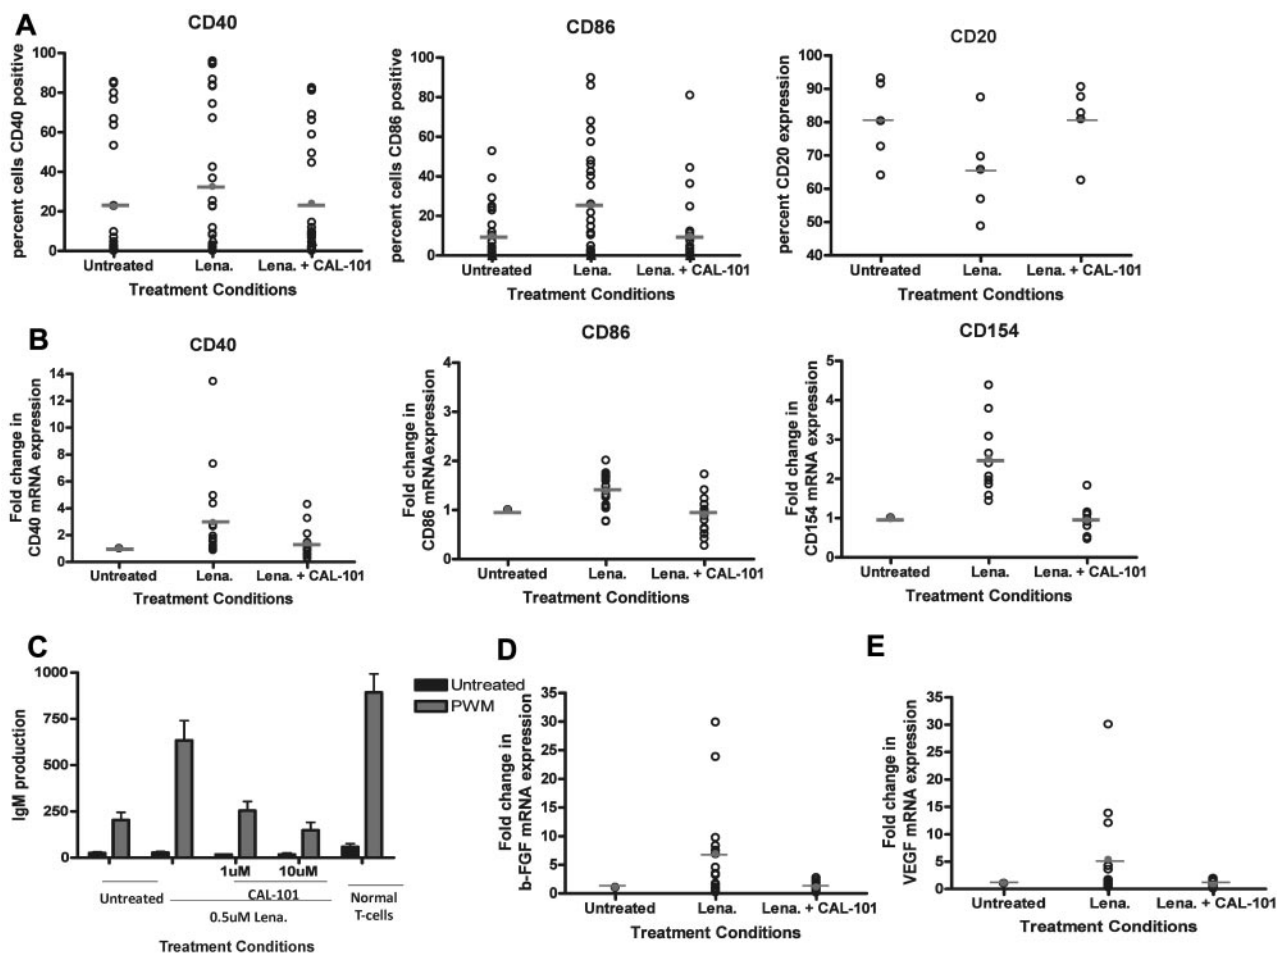 A
CD40
percent cells CD40 positive
100
80
60
40
20
0
Untreated Lena. Lena. + CAL-101
Treatment Conditions
CD86
percent cells CD86 positive
100
80
60
40
20
0
Untreated Lena. Lena. + CAL-101
Treatment Conditions
CD20
percent CD20 expression
100
90
80
70
60
50
40
Untreated Lena. Lena. + CAL-101
Treatment Conditions
B
CD40
Fold change in
CD40 mRNA expression
14
12
10
8
6
4
2
0
Untreated Lena. Lena. + CAL-101
Treatment Conditions
CD86
Fold change in
CD86 mRNAexpression
4
3
2
1
0
Untreated Lena. Lena. + CAL-101
Treatment Conditions
CD154
Fold change in
CD154 mRNA expression
5
4
3
2
1
0
Untreated Lena. Lena. + CAL-101
Treatment Conditions
C
IgM production
1000
750
500
250
0
Untreated
PWM
1uM 10uM
Untreated CAL-101 Normal
0.5uM Lena. T-cells
Treatment Conditions
D
Fold change in
b-FGF mRNA expression
35
30
25
20
15
10
5
0
Untreated Lena. Lena. + CAL-101
Treatment Conditions
E
Fold change in
VEGF mRNA expression
35
30
25
20
15
10
5
0
Untreated Lena. Lena. + CAL-101
Treatment Conditions